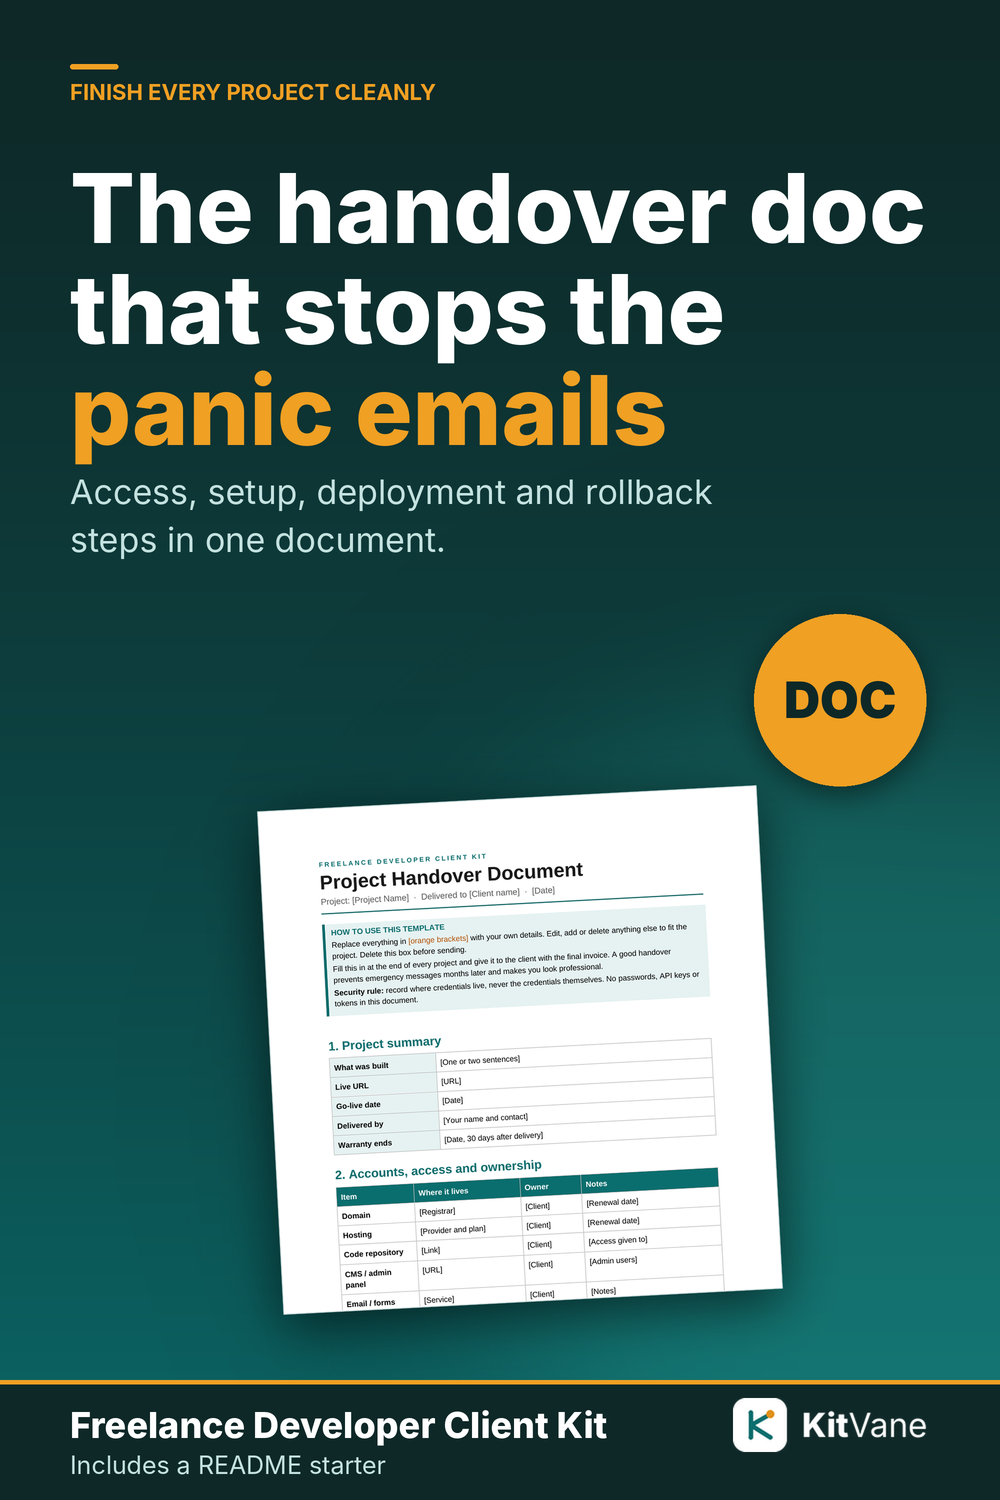 FINISH EVERY PROJECT CLEANLY
The handover doc
that stops the
panic emails
Access, setup, deployment and rollback
steps in one document.
DOC
FREELANCE DEVELOPER CLIENT KIT
Project Handover Document
Project: [Project Name] · Delivered to [Client name] · [Date]
HOW TO USE THIS TEMPLATE
Replace everything in [orange brackets] with your own details. Edit, add or delete anything else to fit the
project. Delete this box before sending.
Fill this in at the end of every project and give it to the client with the final invoice. A good handover
prevents emergency messages months later and makes you look professional.
Security rule: record where credentials live, never the credentials themselves. No passwords, API keys or
tokens in this document.
1. Project summary
What was built [One or two sentences]
Live URL [URL]
Go-live date [Date]
Delivered by [Your name and contact]
Warranty ends [Date, 30 days after delivery]
2. Accounts, access and ownership
Item Where it lives Owner Notes
Domain [Registrar] [Client] [Renewal date]
Hosting [Provider and plan] [Client] [Renewal date]
Code repository [Link] [Client] [Access given to]
CMS / admin [URL] [Client] [Admin users]
panel
Email / forms [Service] [Client] [Notes]
Freelance Developer Client Kit
Includes a README starter
KitVane